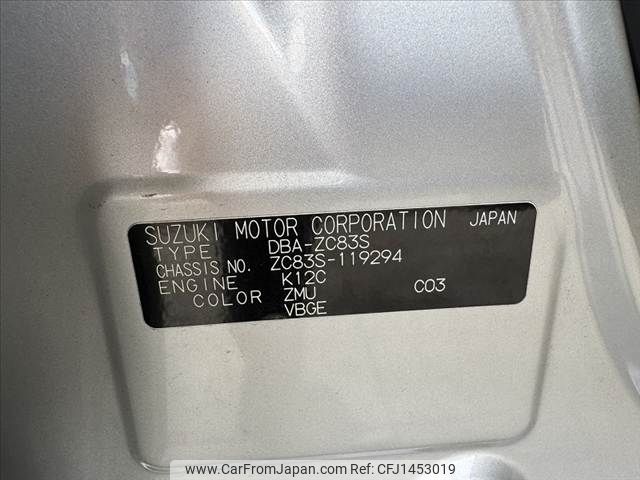 SUZUKI MOTOR CORPORATION JAPAN
TYPE DBA-ZC83S
CHASSIS NO. ZC83S-119294
ENGINE K12C
COLOR ZMU C03
VBGE
www.CarFromJapan.com - Ref No: CFJ1453019